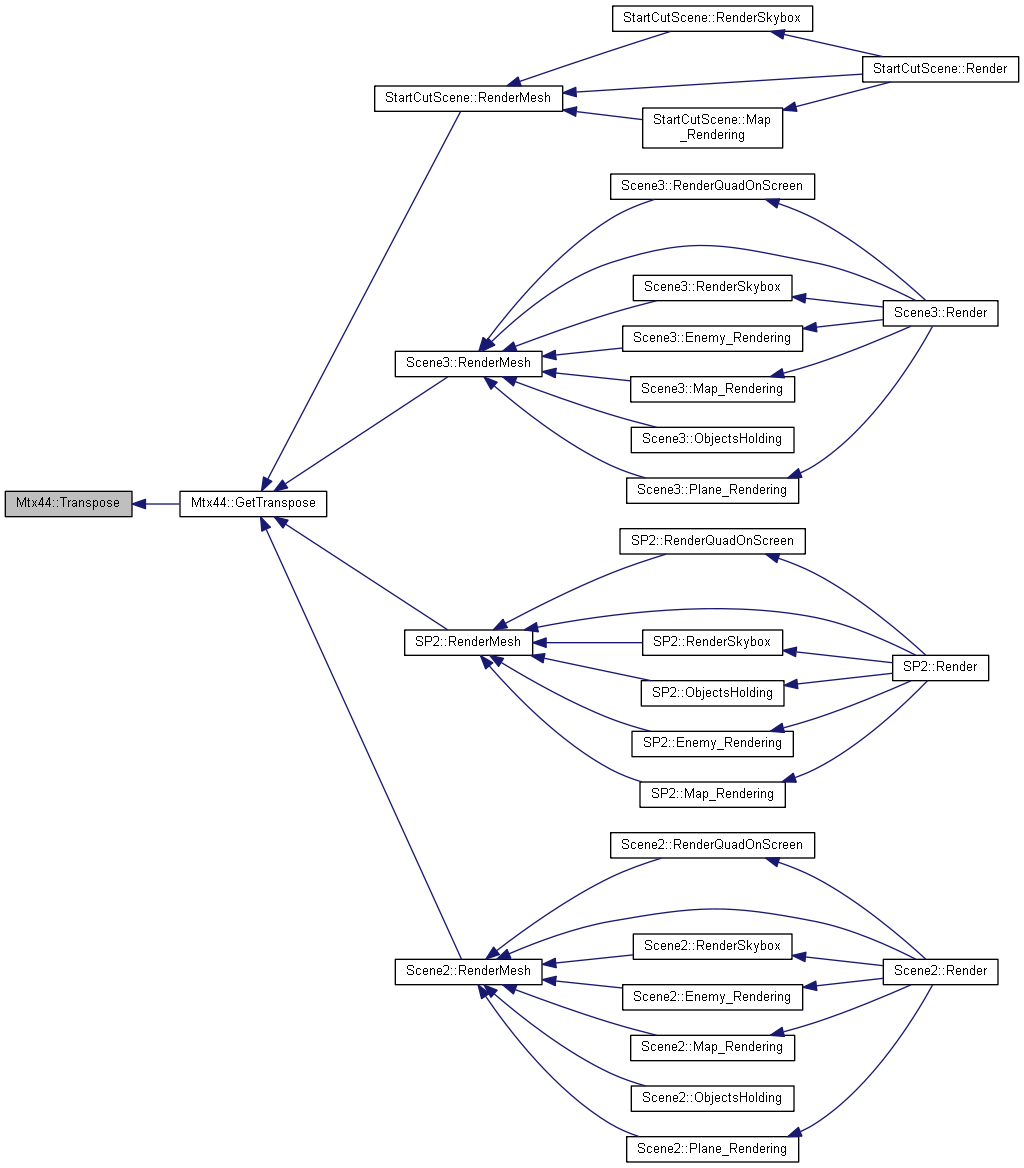 StartCutScene::RenderSkybox
StartCutScene::Render
StartCutScene::RenderMesh
StartCutScene::Map
_Rendering
Scene3::RenderQuadOnScreen
Scene3::RenderSkybox
Scene3::Render
Scene3::Enemy_Rendering
Scene3::RenderMesh
Scene3::Map_Rendering
Scene3::ObjectsHolding
Scene3::Plane_Rendering
Mtx44::Transpose
Mtx44::GetTranspose
SP2::RenderQuadOnScreen
SP2::RenderMesh
SP2::RenderSkybox
SP2::Render
SP2::ObjectsHolding
SP2::Enemy_Rendering
SP2::Map_Rendering
Scene2::RenderQuadOnScreen
Scene2::RenderSkybox
Scene2::RenderMesh
Scene2::Render
Scene2::Enemy_Rendering
Scene2::Map_Rendering
Scene2::ObjectsHolding
Scene2::Plane_Rendering